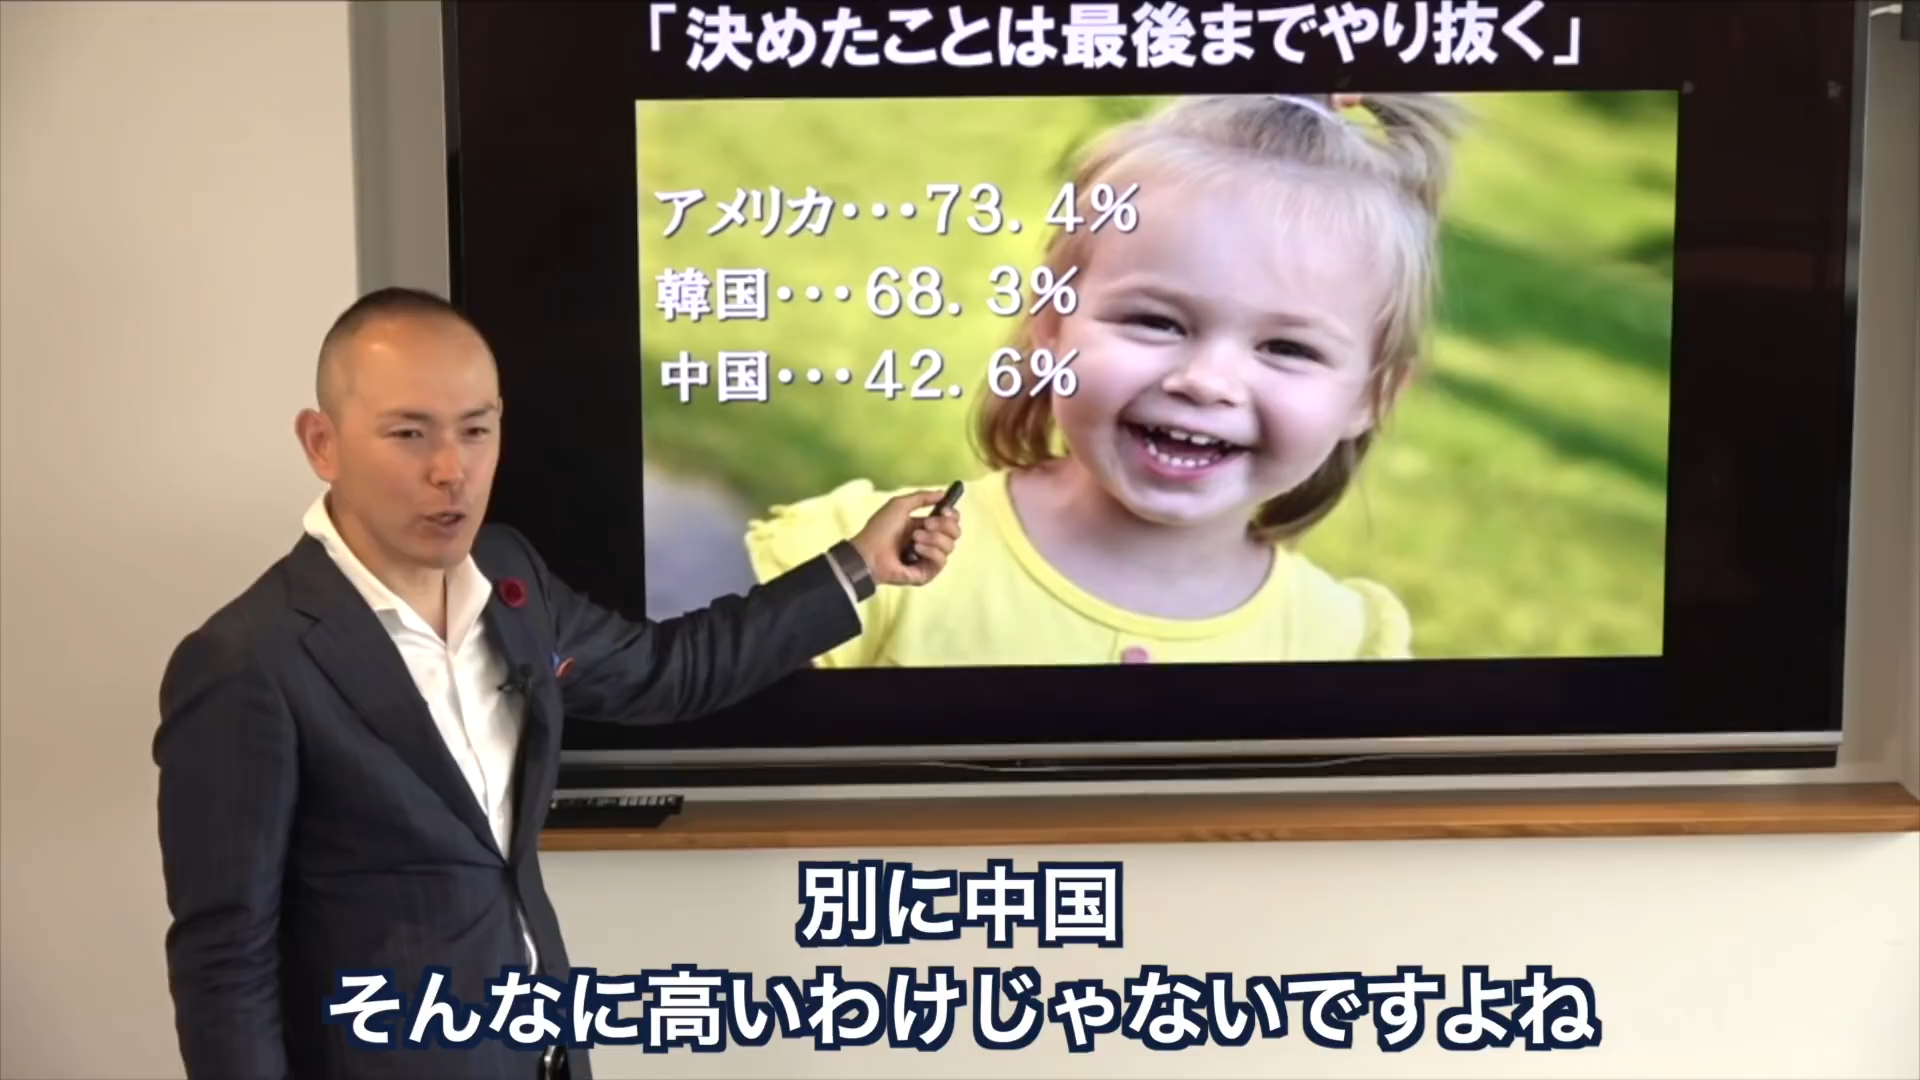 「決めたことは最後までやり抜く」
アメリカ･･･73．4%
韓国･･･68．3%
中国･･･42．6%
別に中国
そんなに高いわけじゃないですよね